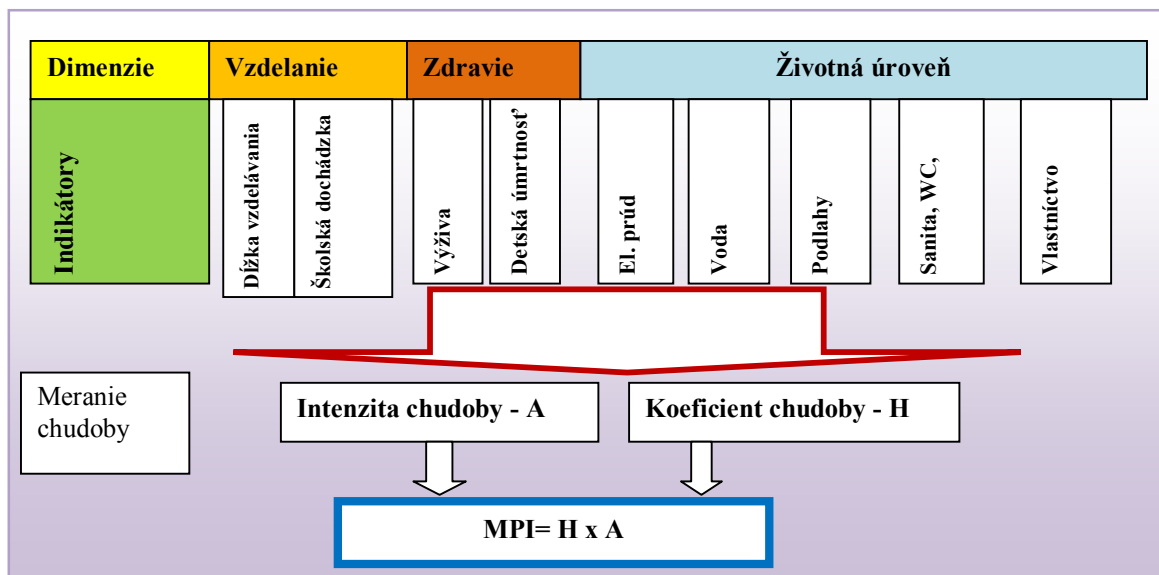 Dimenzie
Vzdelanie
Zdravie
Životná úroveň
Indikátory
Dĺžka vzdelávania
Školská dochádzka
Výživa
Detská úmrtnosť
El. prúd
Voda
Podlahy
Sanita, WC,
Vlastníctvo
Meranie
chudoby
Intenzita chudoby - A
Koeficient chudoby - H
MPI= H x A